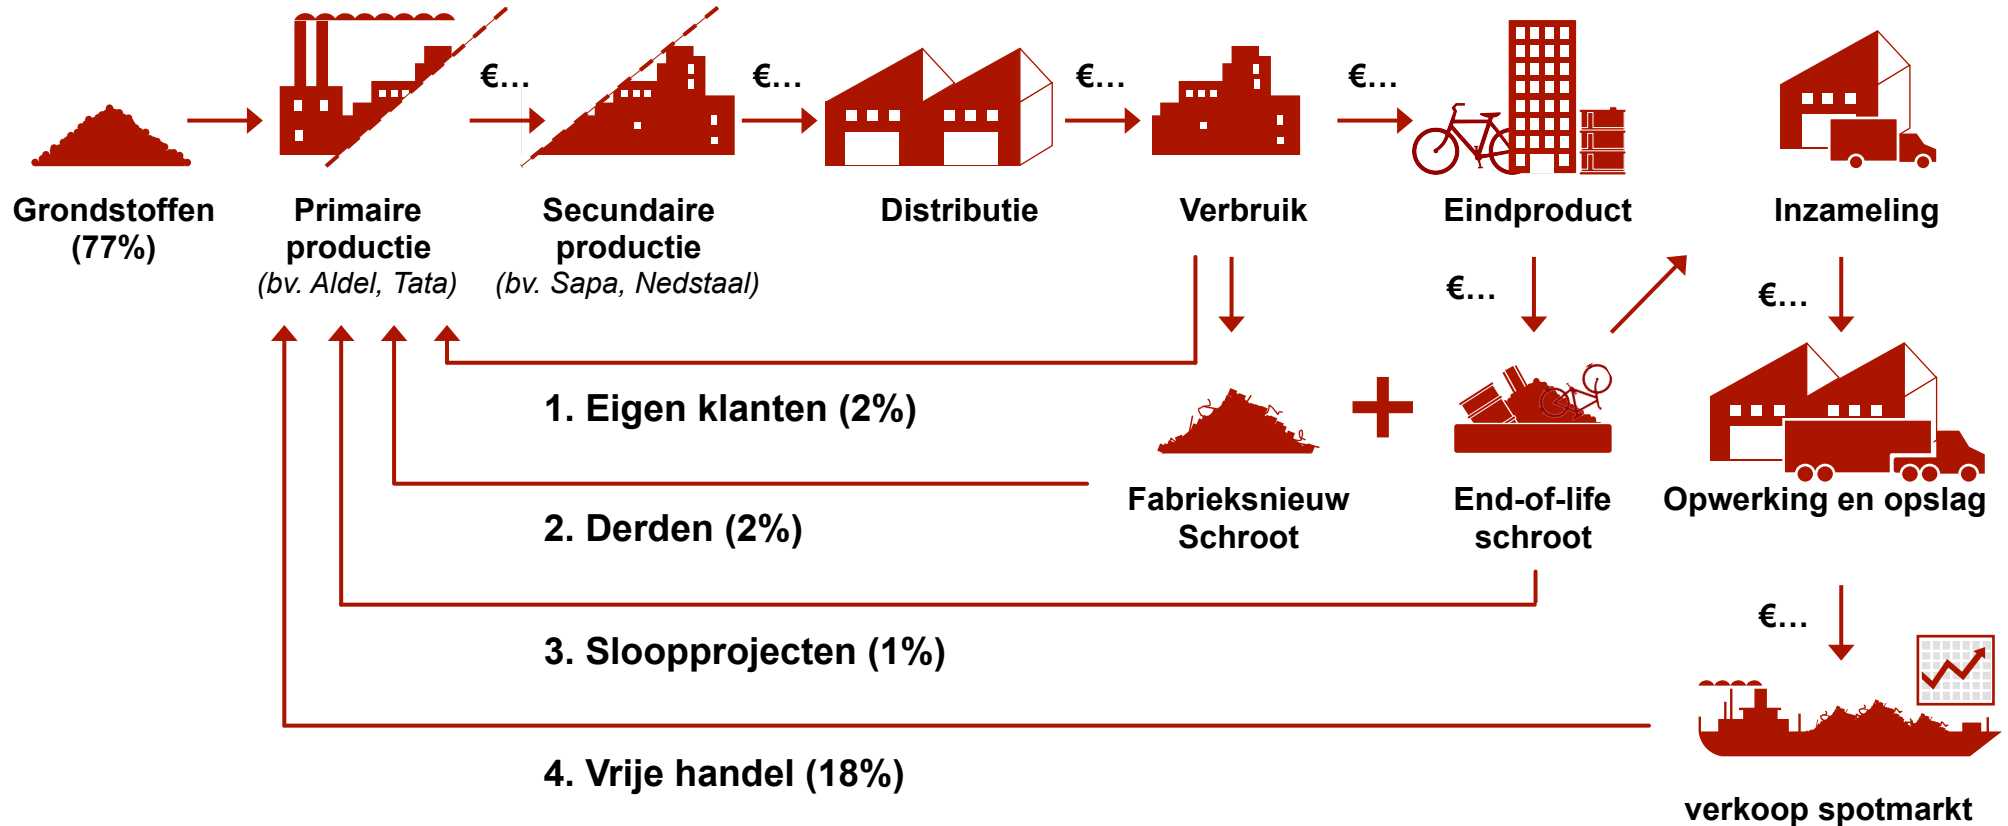 €...
€...
€...
€...
Grondstoffen
(77%)
Primaire
productie
(bv. Aldel, Tata)
Secundaire
productie
(bv. Sapa, Nedstaal)
Distributie
Verbruik
Eindproduct
Inzameling
€...
€...
1. Eigen klanten (2%)
Fabrieksnieuw
Schroot
End-of-life
schroot
Opwerking en opslag
2. Derden (2%)
€...
3. Sloopprojecten (1%)
4. Vrije handel (18%)
verkoop spotmarkt